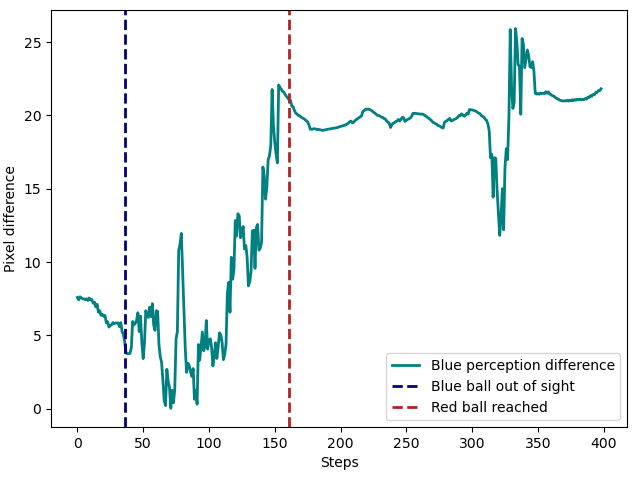 25
20
15
10
5
0
Pixel difference
Blue perception difference
Blue ball out of sight
Red ball reached
0 50 100 150 200 250 300 350 400
Steps